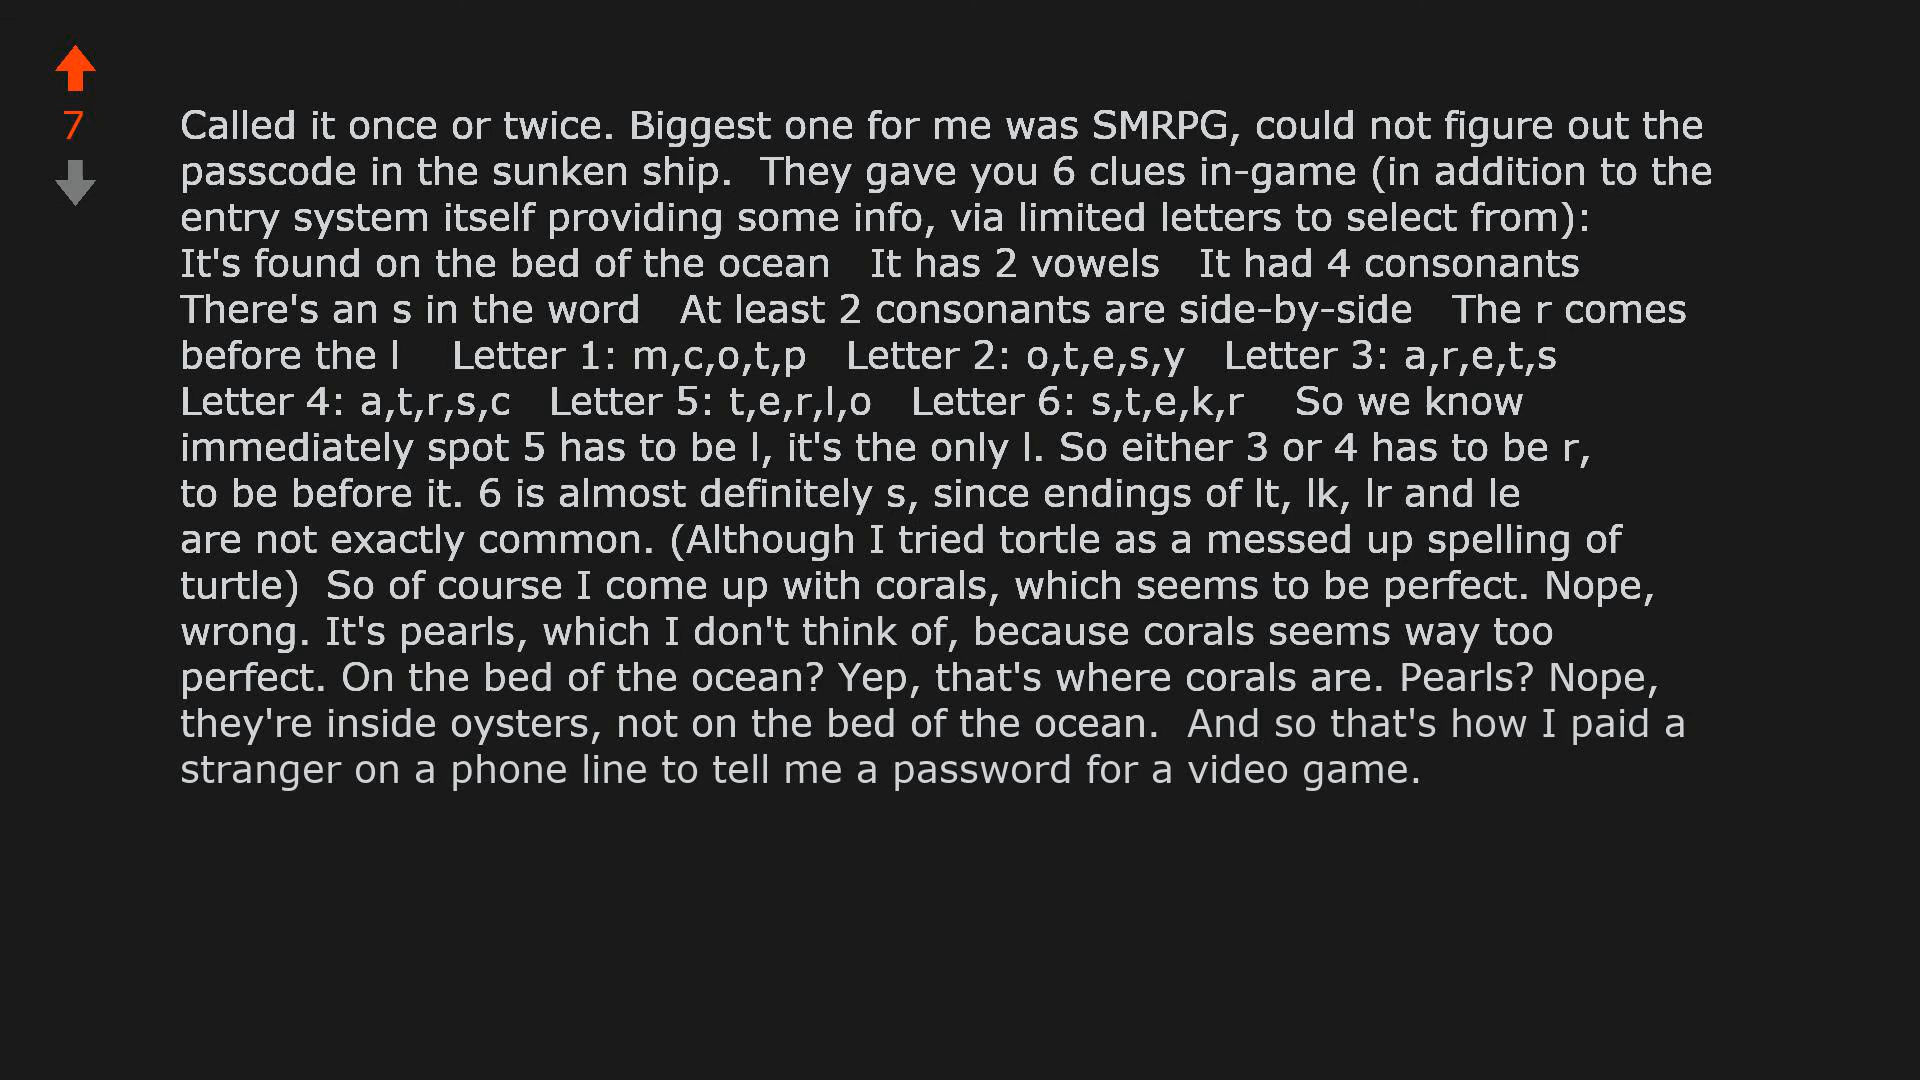 7
Called it once or twice. Biggest one for me was SMRPG, could not figure out the
passcode in the sunken ship.  They gave you 6 clues in-game (in addition to the
entry system itself providing some info, via limited letters to select from):
It's found on the bed of the ocean   It has 2 vowels   It had 4 consonants
There's an s in the word   At least 2 consonants are side-by-side   The r comes
before the l    Letter 1: m,c,o,t,p   Letter 2: o,t,e,s,y   Letter 3: a,r,e,t,s
Letter 4: a,t,r,s,c   Letter 5: t,e,r,l,o   Letter 6: s,t,e,k,r    So we know
immediately spot 5 has to be l, it's the only l. So either 3 or 4 has to be r,
to be before it. 6 is almost definitely s, since endings of lt, lk, lr and le
are not exactly common. (Although I tried tortle as a messed up spelling of
turtle)  So of course I come up with corals, which seems to be perfect. Nope,
wrong. It's pearls, which I don't think of, because corals seems way too
perfect. On the bed of the ocean? Yep, that's where corals are. Pearls? Nope,
they're inside oysters, not on the bed of the ocean.  And so that's how I paid a
stranger on a phone line to tell me a password for a video game.